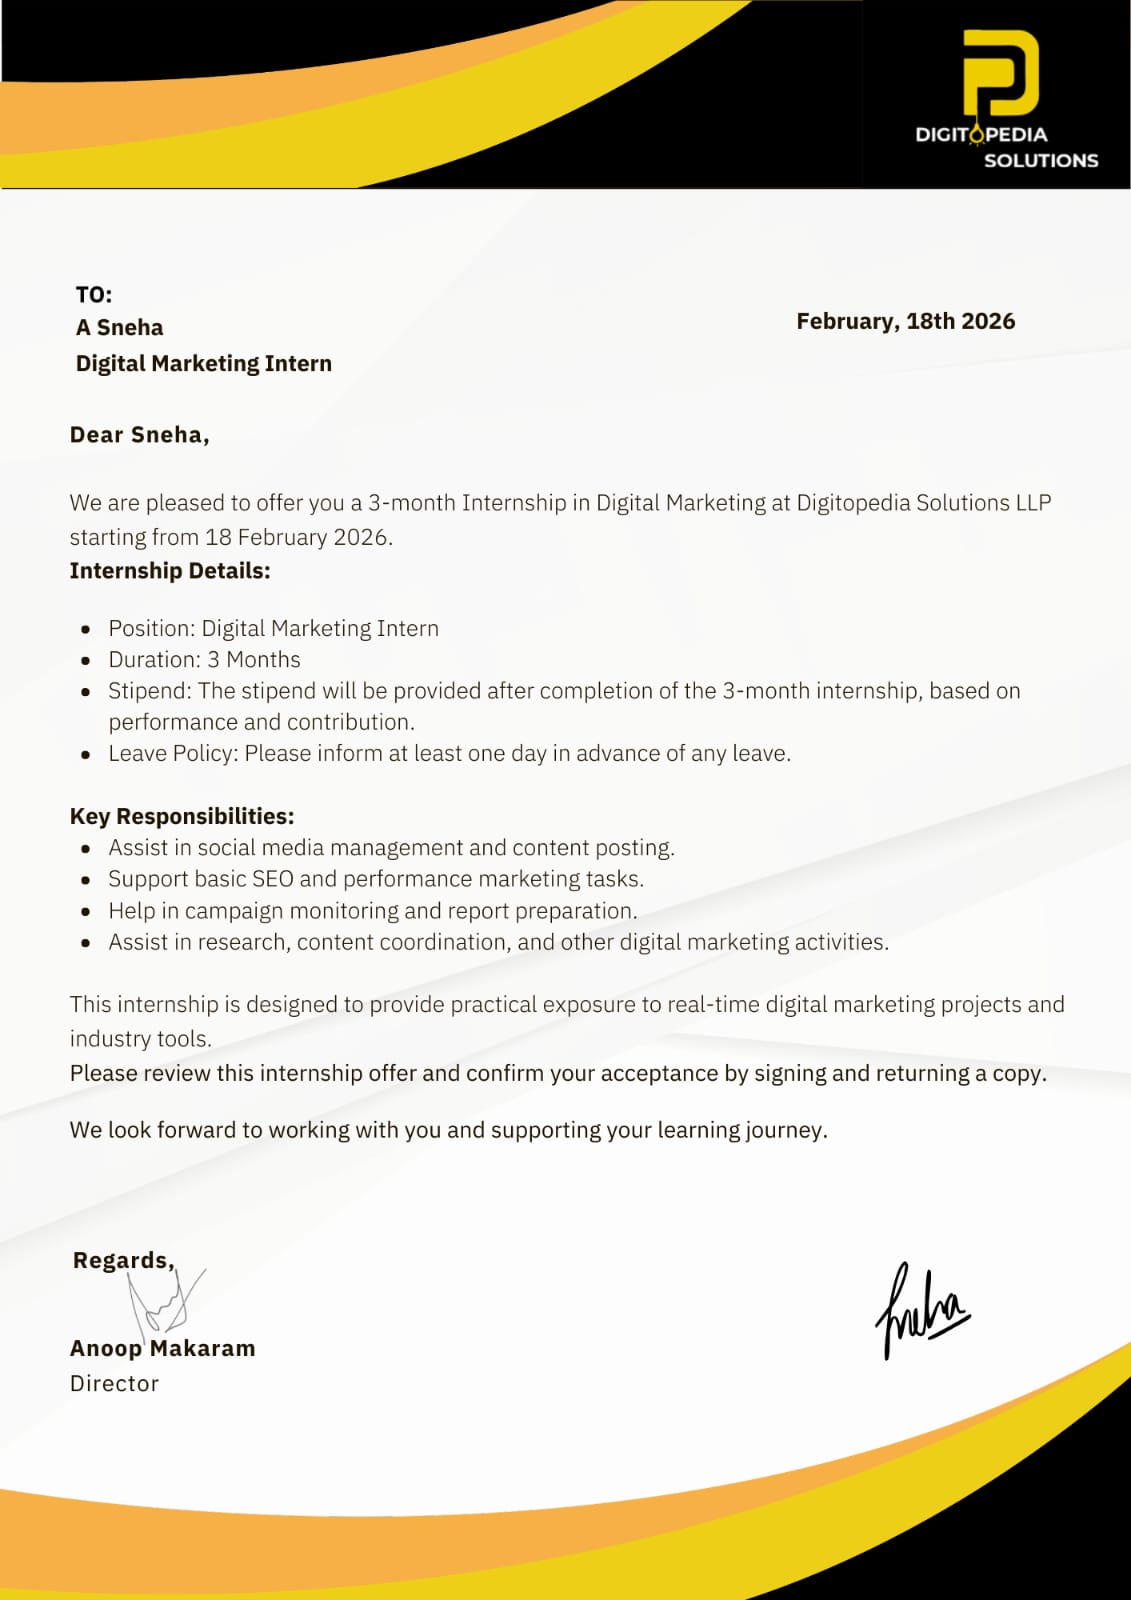 DIGITOPEDIA
SOLUTIONS
TO:
A Sneha
Digital Marketing Intern
February, 18th 2026
Dear Sneha,
We are pleased to offer you a 3-month Internship in Digital Marketing at Digitopedia Solutions LLP
starting from 18 February 2026.
Internship Details:
• Position: Digital Marketing Intern
• Duration: 3 Months
• Stipend: The stipend will be provided after completion of the 3-month internship, based on
performance and contribution.
• Leave Policy: Please inform at least one day in advance of any leave.
Key Responsibilities:
• Assist in social media management and content posting.
• Support basic SEO and performance marketing tasks.
• Help in campaign monitoring and report preparation.
• Assist in research, content coordination, and other digital marketing activities.
This internship is designed to provide practical exposure to real-time digital marketing projects and
industry tools.
Please review this internship offer and confirm your acceptance by signing and returning a copy.
We look forward to working with you and supporting your learning journey.
Regards,
Anoop Makaram
Director
Sneha